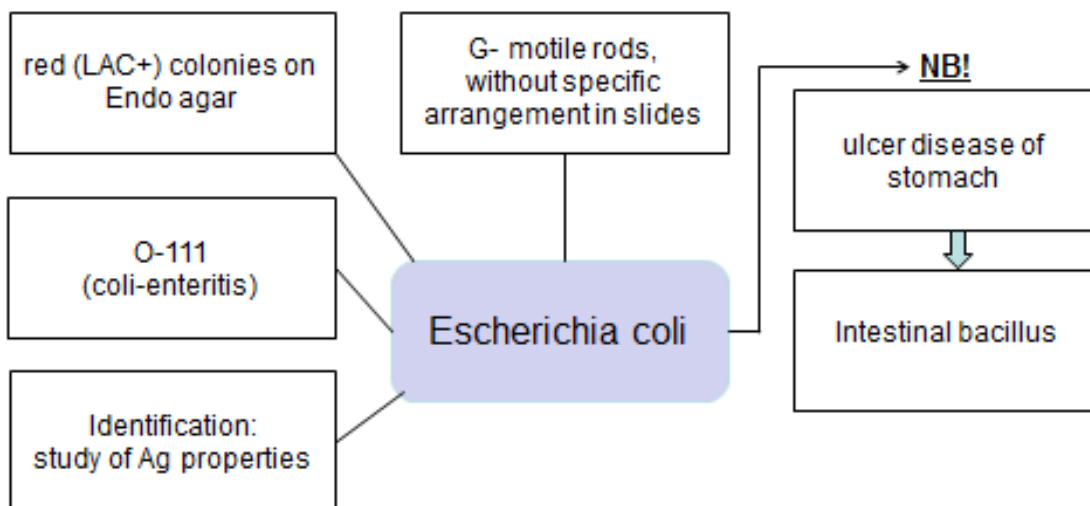 red (LAC+) colonies on
Endo agar
G- motile rods,
without specific
arrangement in slides
NB!
ulcer disease of
stomach
O-111
(coli-enteritis)
Escherichia coli
Intestinal bacillus
Identification:
study of Ag properties